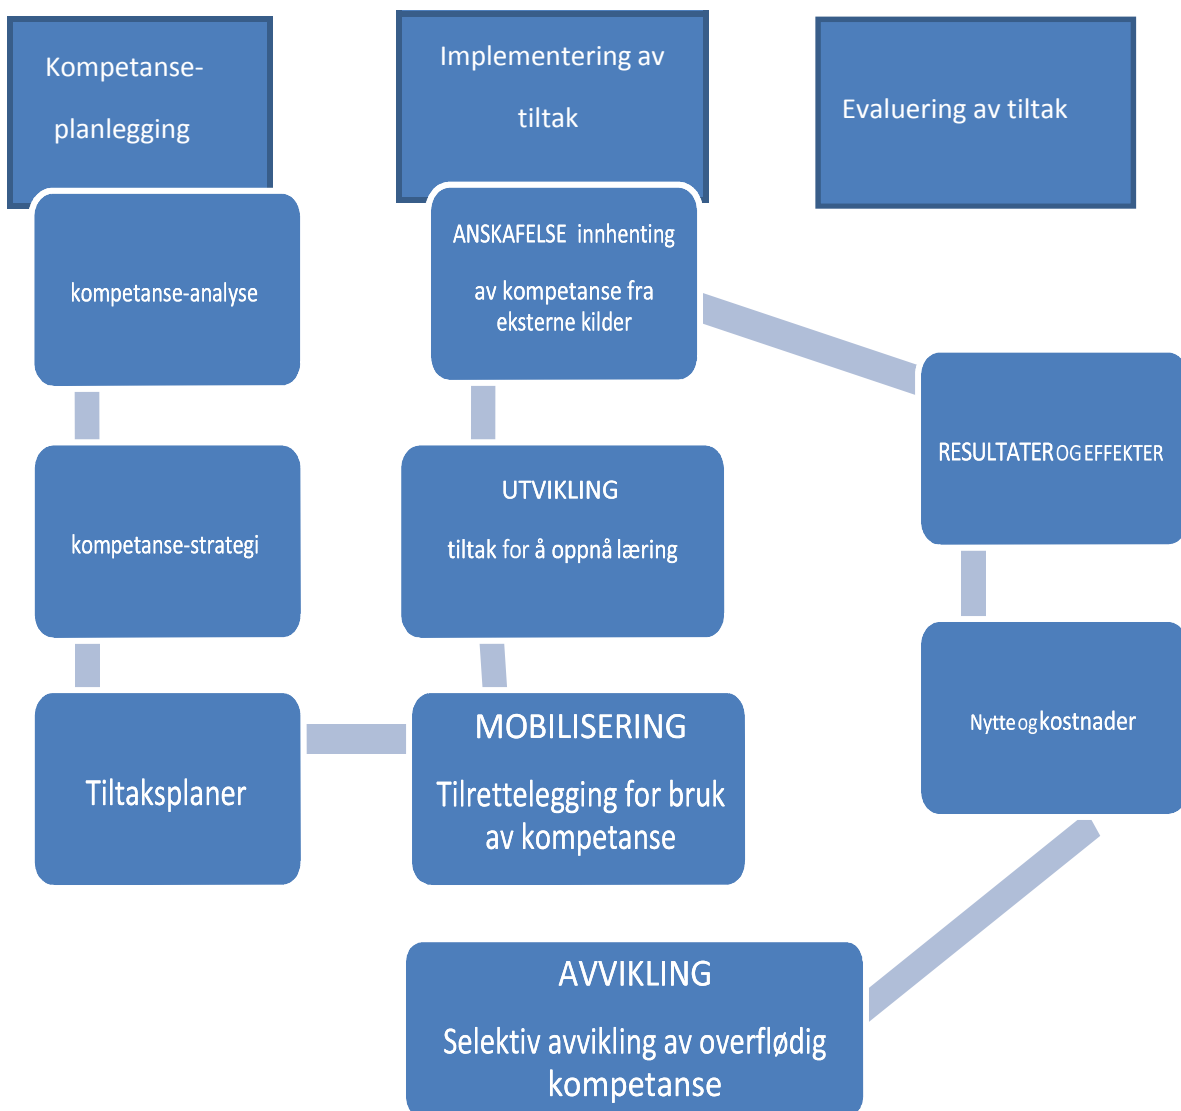 Kompetanse-
planlegging
Implementering av
tiltak
Evaluering av tiltak
kompetanse-analyse
kompetanse-strategi
Tiltaksplaner
ANSKAFELSE innhenting
av kompetanse fra
eksterne kilder
UTVIKLING
tiltak for å oppnå læring
MOBILISERING
Tilrettelegging for bruk
av kompetanse
AVVIKLING
Selektiv avvikling av overflødig
kompetanse
RESULTATER OG EFFEKTER
Nytte og kostnader